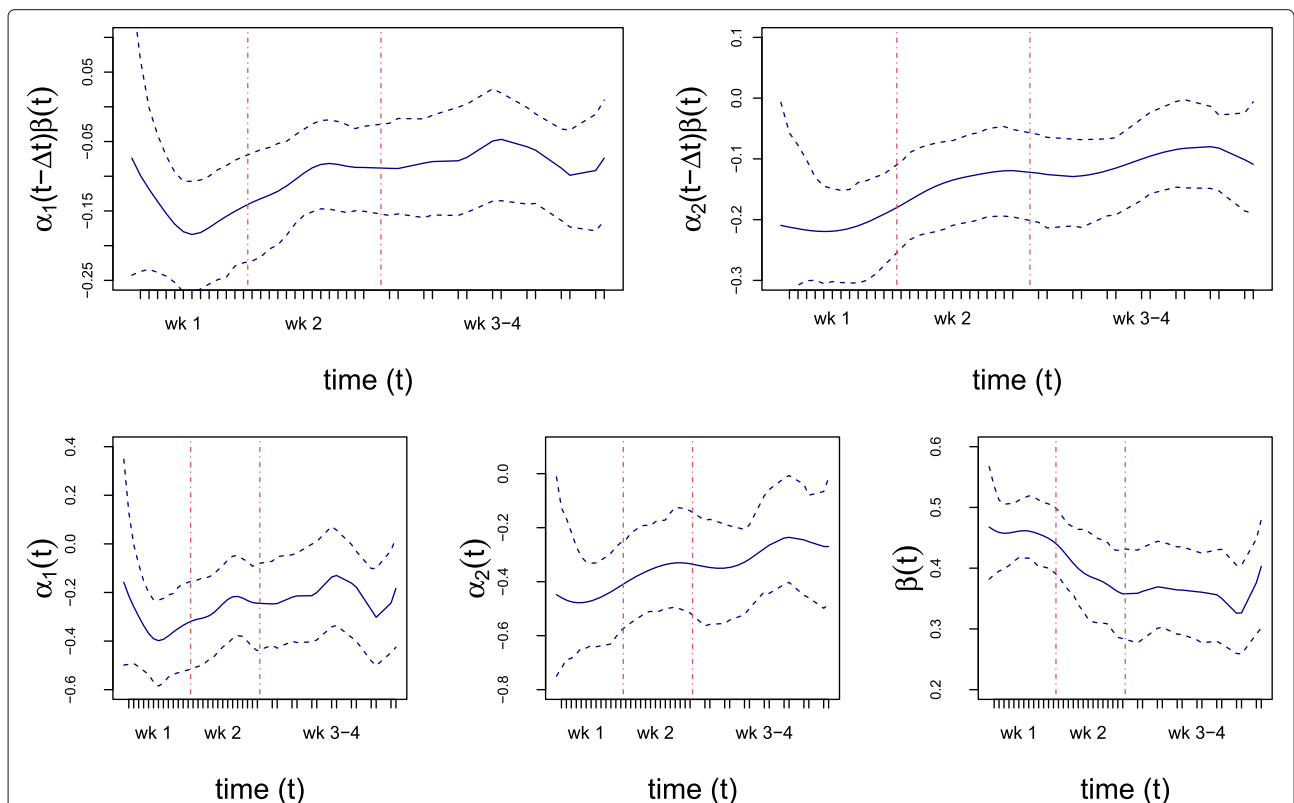 α₁(t−Δt)β(t)
0.05
−0.05
−0.15
−0.25
wk 1 wk 2 wk 3−4
time (t)
α₂(t−Δt)β(t)
0.1
0.0
−0.1
−0.2
−0.3
wk 1 wk 2 wk 3−4
time (t)
α₁(t)
0.4
0.2
0.0
−0.2
−0.4
−0.6
wk 1 wk 2 wk 3−4
time (t)
α₂(t)
0.0
−0.2
−0.4
−0.6
−0.8
wk 1 wk 2 wk 3−4
time (t)
β(t)
0.6
0.5
0.4
0.3
0.2
wk 1 wk 2 wk 3−4
time (t)